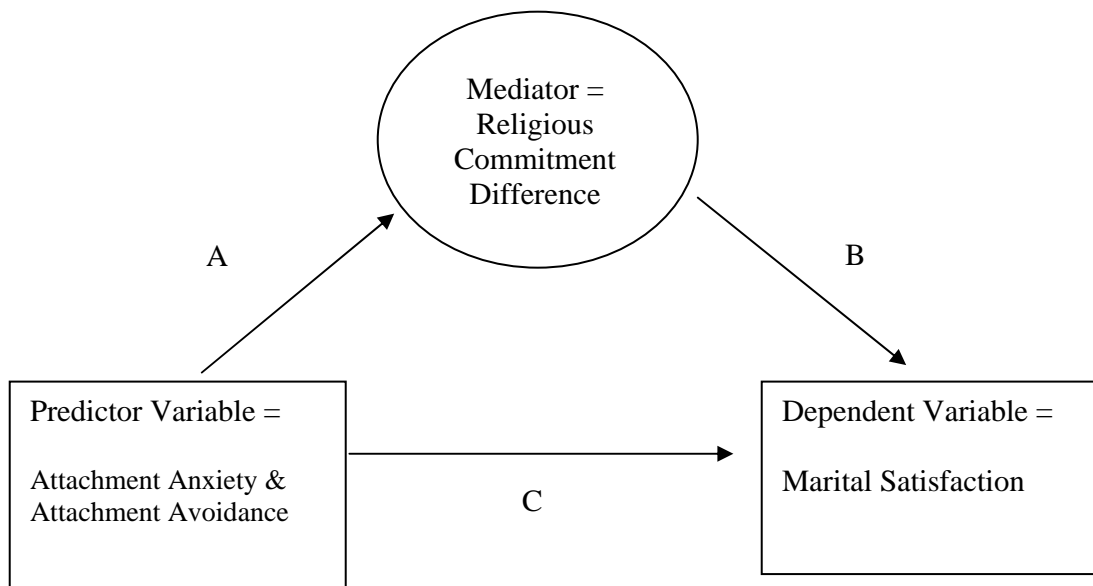 Mediator =
Religious
Commitment
Difference
A
B
Predictor Variable =
Attachment Anxiety &
Attachment Avoidance
Dependent Variable =
Marital Satisfaction
C